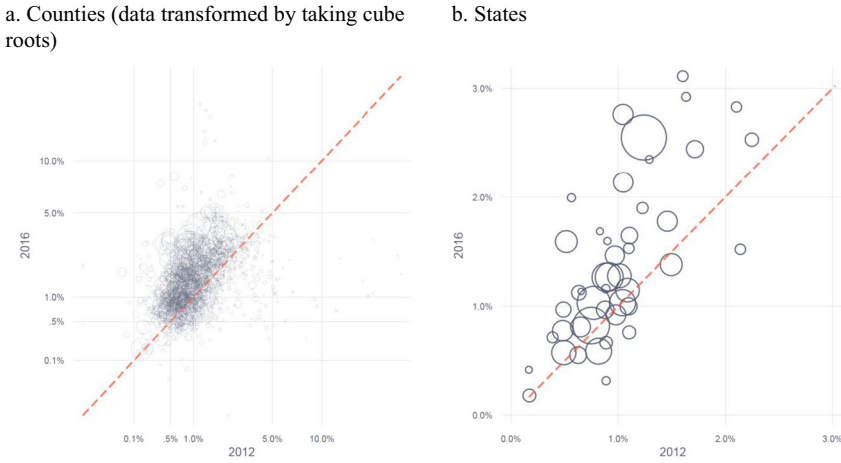 a. Counties (data transformed by taking cube
roots)
b. States
10.0%
5.0%
1.0%
.5%
0.1%
2016
0.1% .5% 1.0% 5.0% 10.0%
2012
3.0%
2.0%
1.0%
0.0%
2016
0.0% 1.0% 2.0% 3.0%
2012